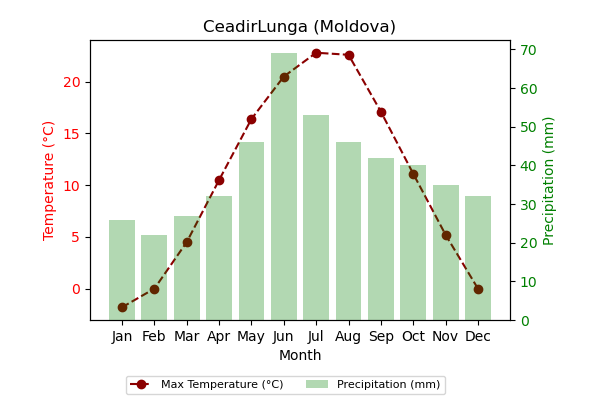 CeadirLunga (Moldova)
Temperature (°C)
20
15
10
5
0
70
60
50
40
30
20
10
0
Precipitation (mm)
Jan Feb Mar Apr May Jun Jul Aug Sep Oct Nov Dec
Month
Max Temperature (°C) Precipitation (mm)